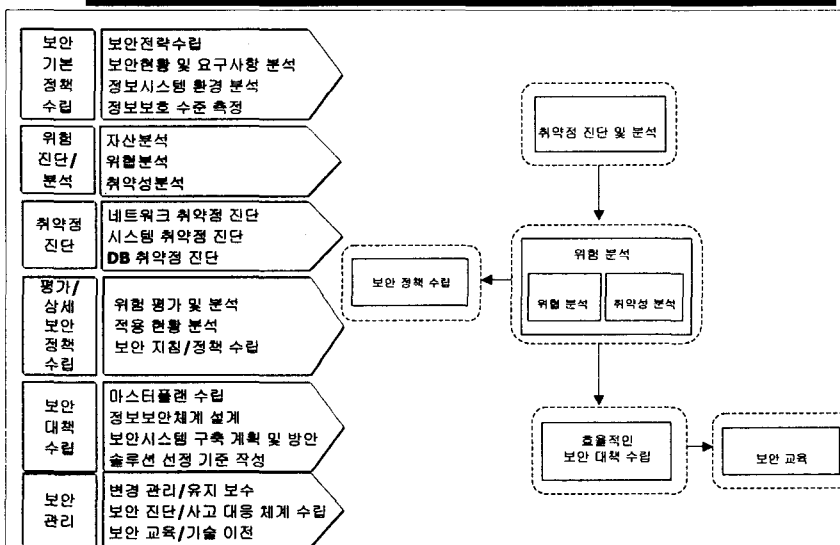 보안
기본
정책
수립
보안전략수립
보안현황 및 요구사항 분석
정보시스템 환경 분석
정보보호 수준 측정
위험
진단/
분석
자산분석
위협분석
취약성분석
취약점
진단
네트워크 취약점 진단
시스템 취약점 진단
DB 취약점 진단
평가/
상세
보안
정책
수립
위험 평가 및 분석
적용 현황 분석
보안 지침/정책 수립
보안
대책
수립
마스터플랜 수립
정보보안체계 설계
보안시스템 구축 계획 및 방안
솔루션 선정 기준 작성
보안
관리
변경 관리/유지 보수
보안 진단/사고 대응 체계 수립
보안 교육/기술 이전
취약점 진단 및 분석
위험 분석
위협 분석
취약성 분석
보안 정책 수립
효율적인
보안 대책 수립
보안 교육